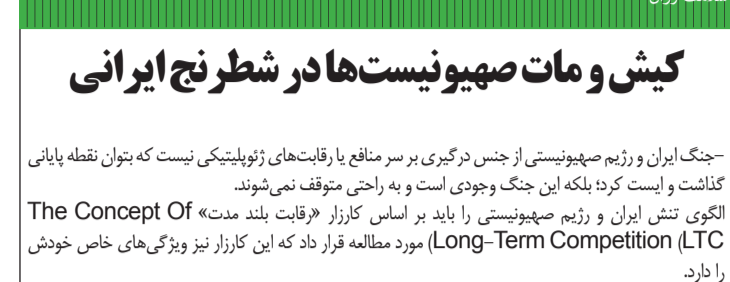 کیش و مات صهیونیست‌ها در شطرنج ایرانی
-جنگ ایران و رژیم صهیونیستی از جنس درگیری بر سر منافع یا رقابت‌های ژئوپلیتیکی نیست که بتوان نقطه پایانی
گذاشت و ایست کرد؛ بلکه این جنگ وجودی است و به راحتی متوقف نمی‌شوند.
الگوی تنش ایران و رژیم صهیونیستی را باید بر اساس کارزار «رقابت بلند مدت» The Concept Of
Long-Term Competition (LTC) مورد مطالعه قرار داد که این کارزار نیز ویژگی‌های خاص خودش
را دارد.